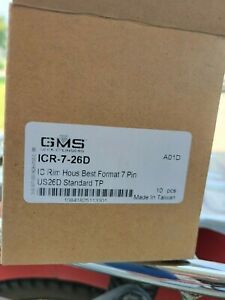 GMS
ICR-7-26D
A01D
IC Rim Hous Best Format 7 Pin
US26D Standard TP
10 pcs
Made In Taiwan